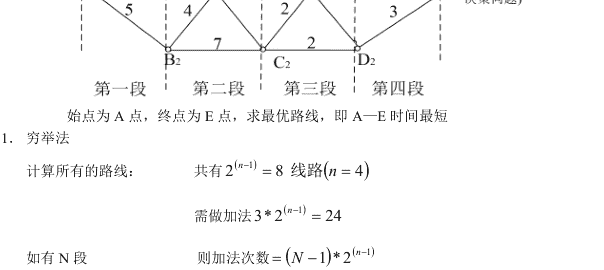 5
4
2
3
B2
7
C2
2
D2
第一段 第二段 第三段 第四段
始点为 A 点，终点为 E 点，求最优路线，即 A—E 时间最短
1. 穷举法
计算所有的路线： 共有 2^(n−1) = 8 线路(n = 4)
需做加法 3 * 2^(n−1) = 24
如有 N 段 则加法次数 = (N − 1) * 2^(n−1)